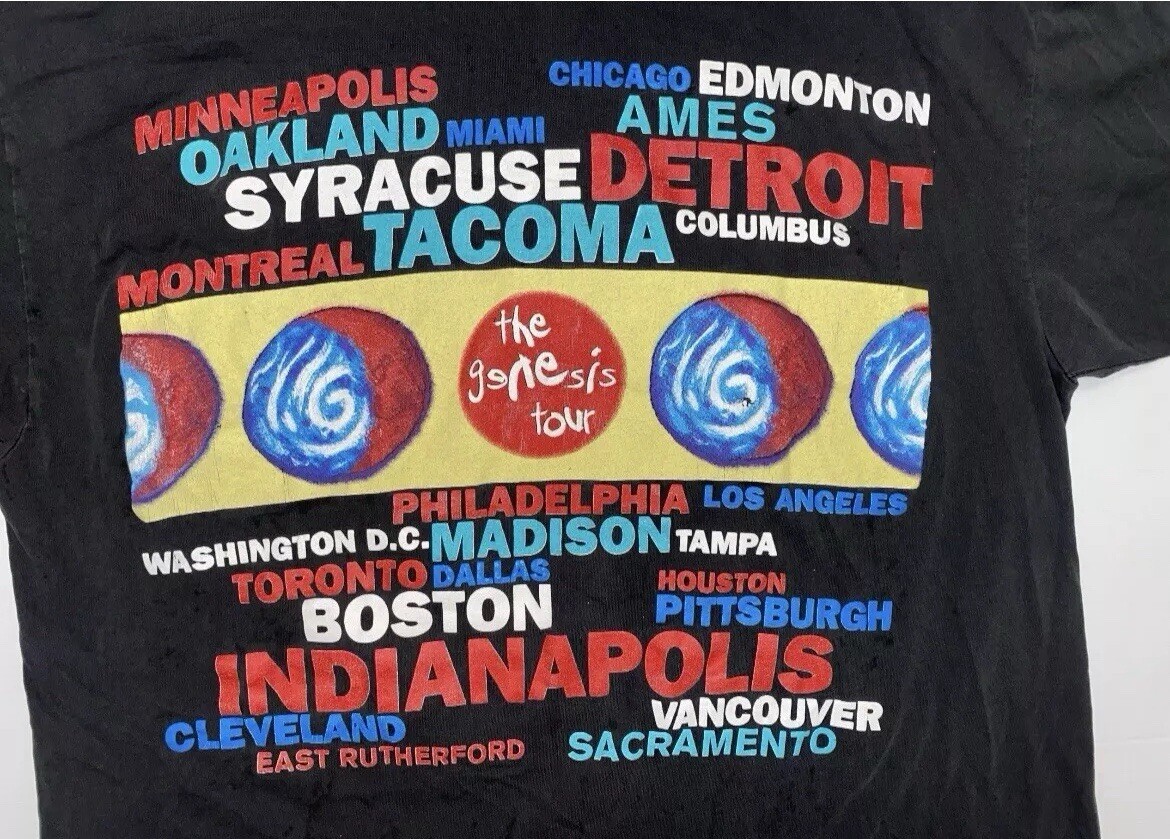 CHICAGO EDMONTON
MINNEAPOLIS
OAKLAND MIAMI AMES
SYRACUSE DETROIT
TACOMA COLUMBUS
MONTREAL
the
genesis
tour
PHILADELPHIA LOS ANGELES
WASHINGTON D.C. MADISON TAMPA
TORONTO DALLAS HOUSTON
BOSTON PITTSBURGH
INDIANAPOLIS
CLEVELAND VANCOUVER
EAST RUTHERFORD SACRAMENTO